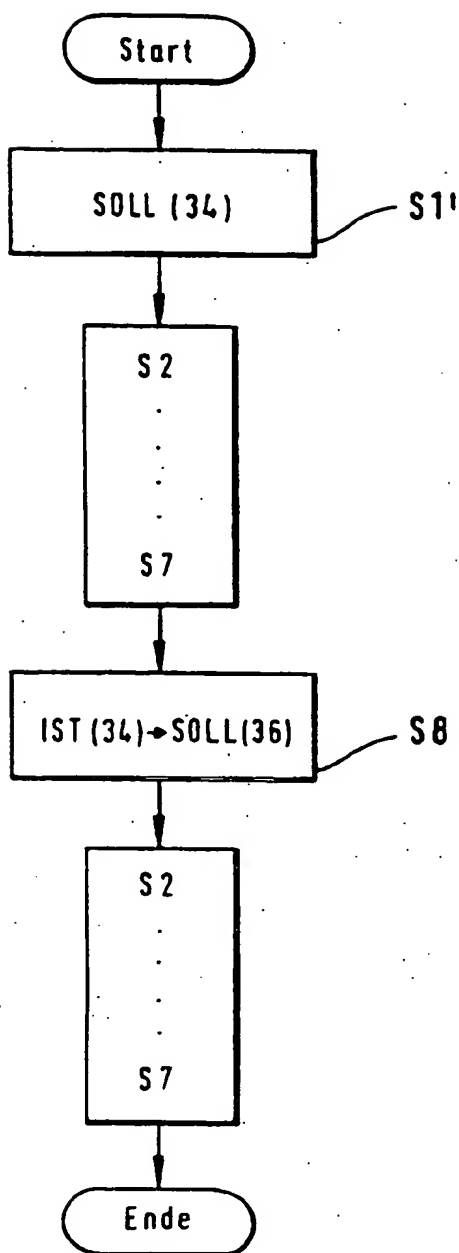 Start
SOLL (34)
S1'
S2
.
.
.
.
S7
IST (34)→SOLL(36)
S8
S2
.
.
.
.
S7
Ende